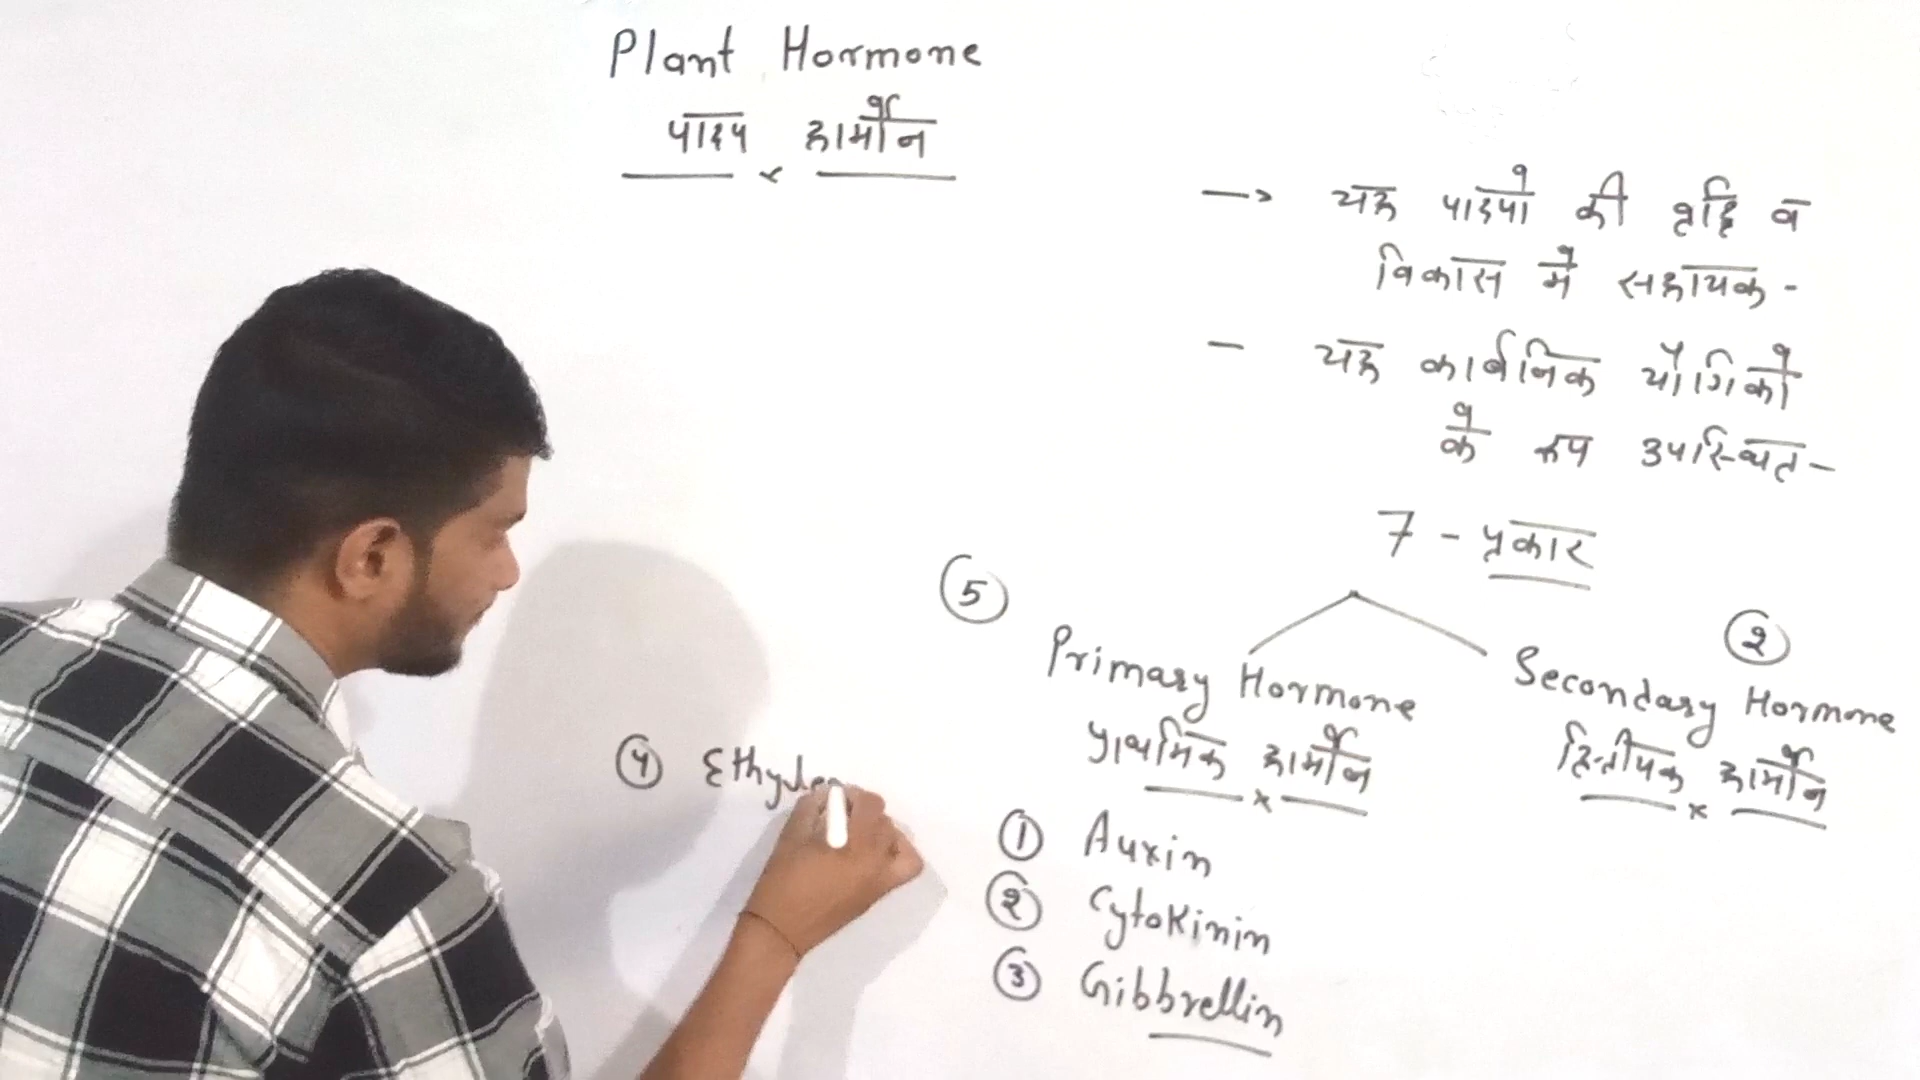 Plant Hormone
पादप हार्मोन
→ यह पादपों की वृद्धि व
विकास में सहायक -
- यह कार्बनिक यौगिकों
के रूप उपस्थित -
7 - प्रकार
⑤
Primary Hormone
प्राथमिक हार्मोन
① Auxin
② Cytokinin
③ Gibbrellin
④ Ethylen
②
Secondary Hormone
द्वितीयक हार्मोन